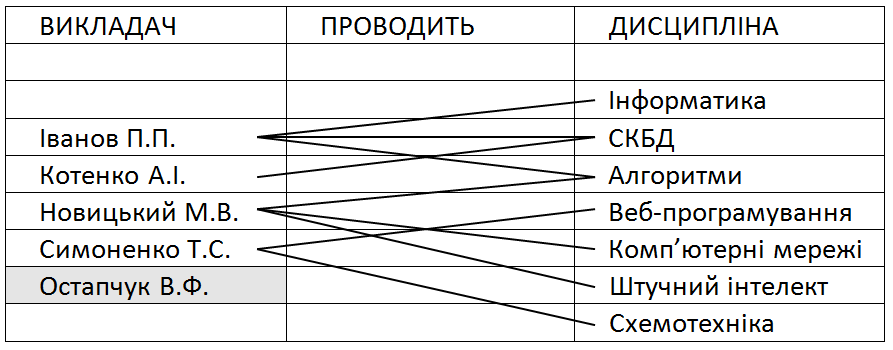 ВИКЛАДАЧ ПРОВОДИТЬ ДИСЦИПЛІНА
Інформатика
Іванов П.П. СКБД
Котенко А.І. Алгоритми
Новицький М.В. Веб-програмування
Симоненко Т.С. Комп’ютерні мережі
Остапчук В.Ф. Штучний інтелект
Схемотехніка